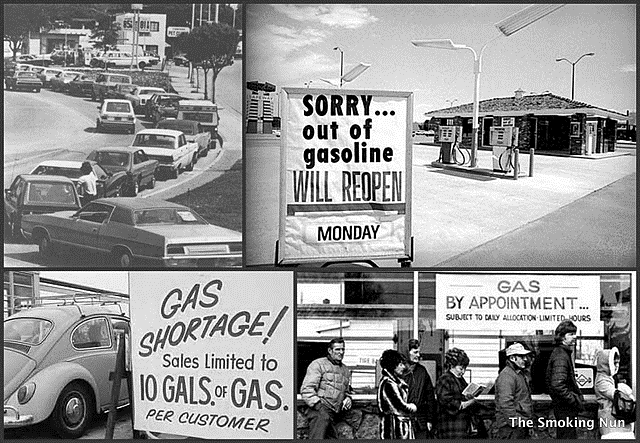 SORRY...
out of
gasoline
WILL REOPEN
MONDAY
GAS
SHORTAGE!
Sales Limited to
10 GALS. OF GAS.
PER CUSTOMER
GAS
BY APPOINTMENT...
SUBJECT TO DAILY ALLOCATION-LIMITED HOURS
The Smoking Nun